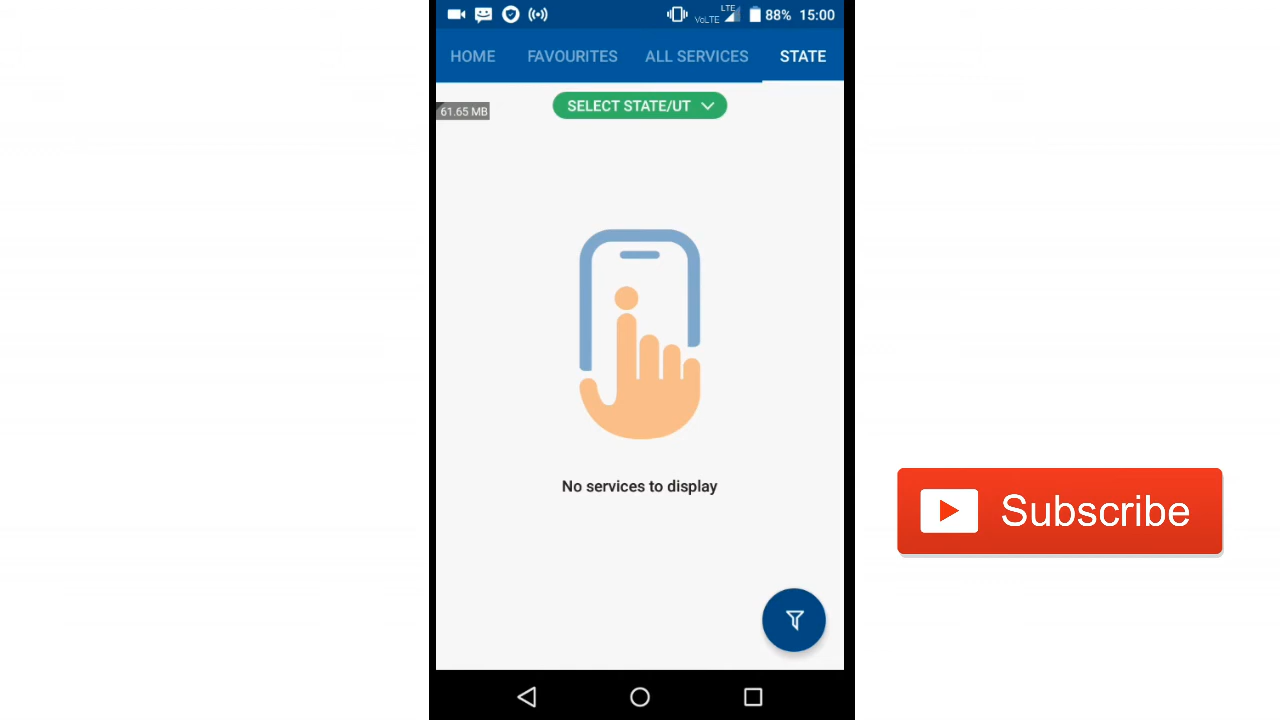 LTE
VoLTE 88% 15:00
HOME FAVOURITES ALL SERVICES STATE
61.65 MB
SELECT STATE/UT
No services to display
Subscribe